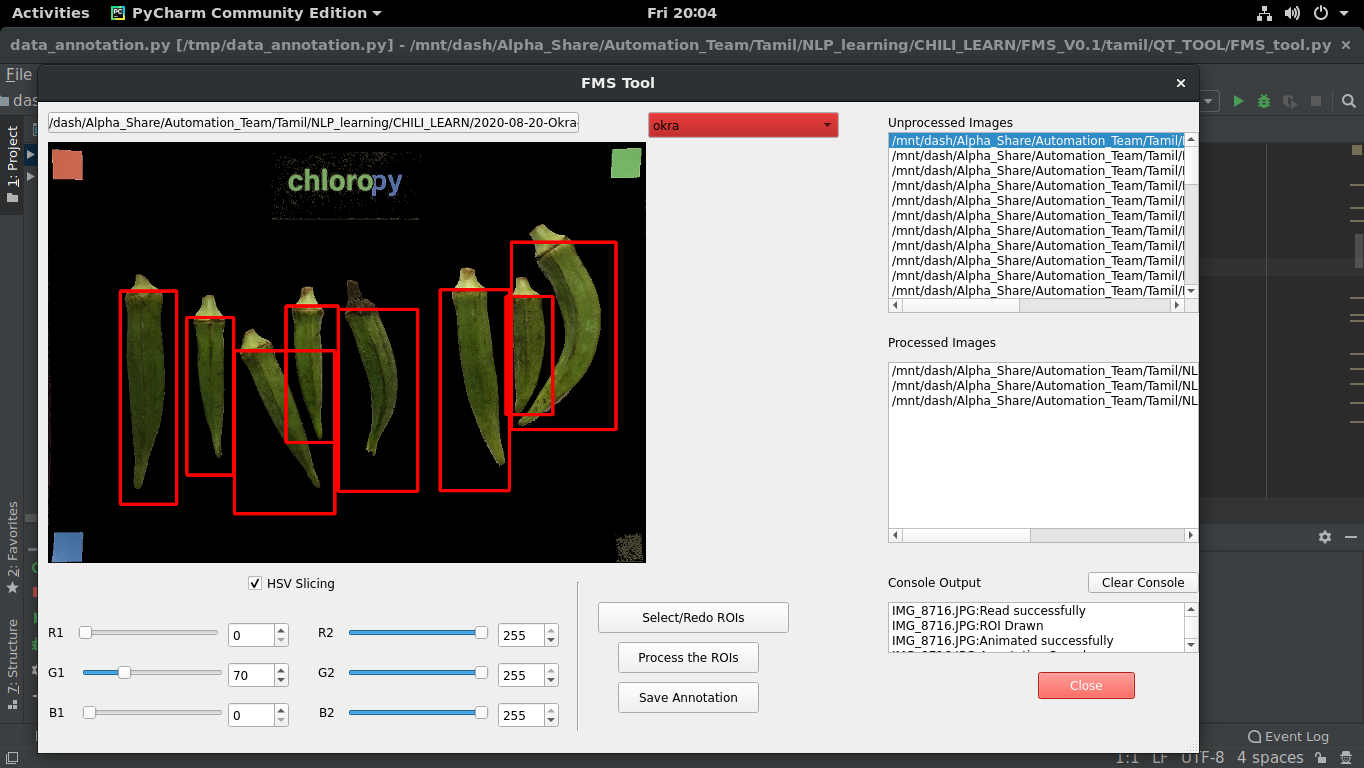 Activities PyCharm Community Edition Fri 20:04
data_annotation.py [/tmp/data_annotation.py] - /mnt/dash/Alpha_Share/Automation_Team/Tamil/NLP_learning/CHILI_LEARN/FMS_V0.1/tamil/QT_TOOL/FMS_tool.py
File
FMS Tool
das
1: Project
2: Favorites
7: Structure
/dash/Alpha_Share/Automation_Team/Tamil/NLP_learning/CHILI_LEARN/2020-08-20-Okra
okra
chloropy
Unprocessed Images
/mnt/dash/Alpha_Share/Automation_Team/Tamil/
/mnt/dash/Alpha_Share/Automation_Team/Tamil/
/mnt/dash/Alpha_Share/Automation_Team/Tamil/
/mnt/dash/Alpha_Share/Automation_Team/Tamil/
/mnt/dash/Alpha_Share/Automation_Team/Tamil/
/mnt/dash/Alpha_Share/Automation_Team/Tamil/
/mnt/dash/Alpha_Share/Automation_Team/Tamil/
/mnt/dash/Alpha_Share/Automation_Team/Tamil/
/mnt/dash/Alpha_Share/Automation_Team/Tamil/
/mnt/dash/Alpha_Share/Automation_Team/Tamil/
/mnt/dash/Alpha_Share/Automation_Team/Tamil/
Processed Images
/mnt/dash/Alpha_Share/Automation_Team/Tamil/NL
/mnt/dash/Alpha_Share/Automation_Team/Tamil/NL
/mnt/dash/Alpha_Share/Automation_Team/Tamil/NL
HSV Slicing
R1 0 R2 255
G1 70 G2 255
B1 0 B2 255
Select/Redo ROIs
Process the ROIs
Save Annotation
Console Output Clear Console
IMG_8716.JPG:Read successfully
IMG_8716.JPG:ROI Drawn
IMG_8716.JPG:Animated successfully
Close
Event Log
1:1 LF UTF-8 4 spaces